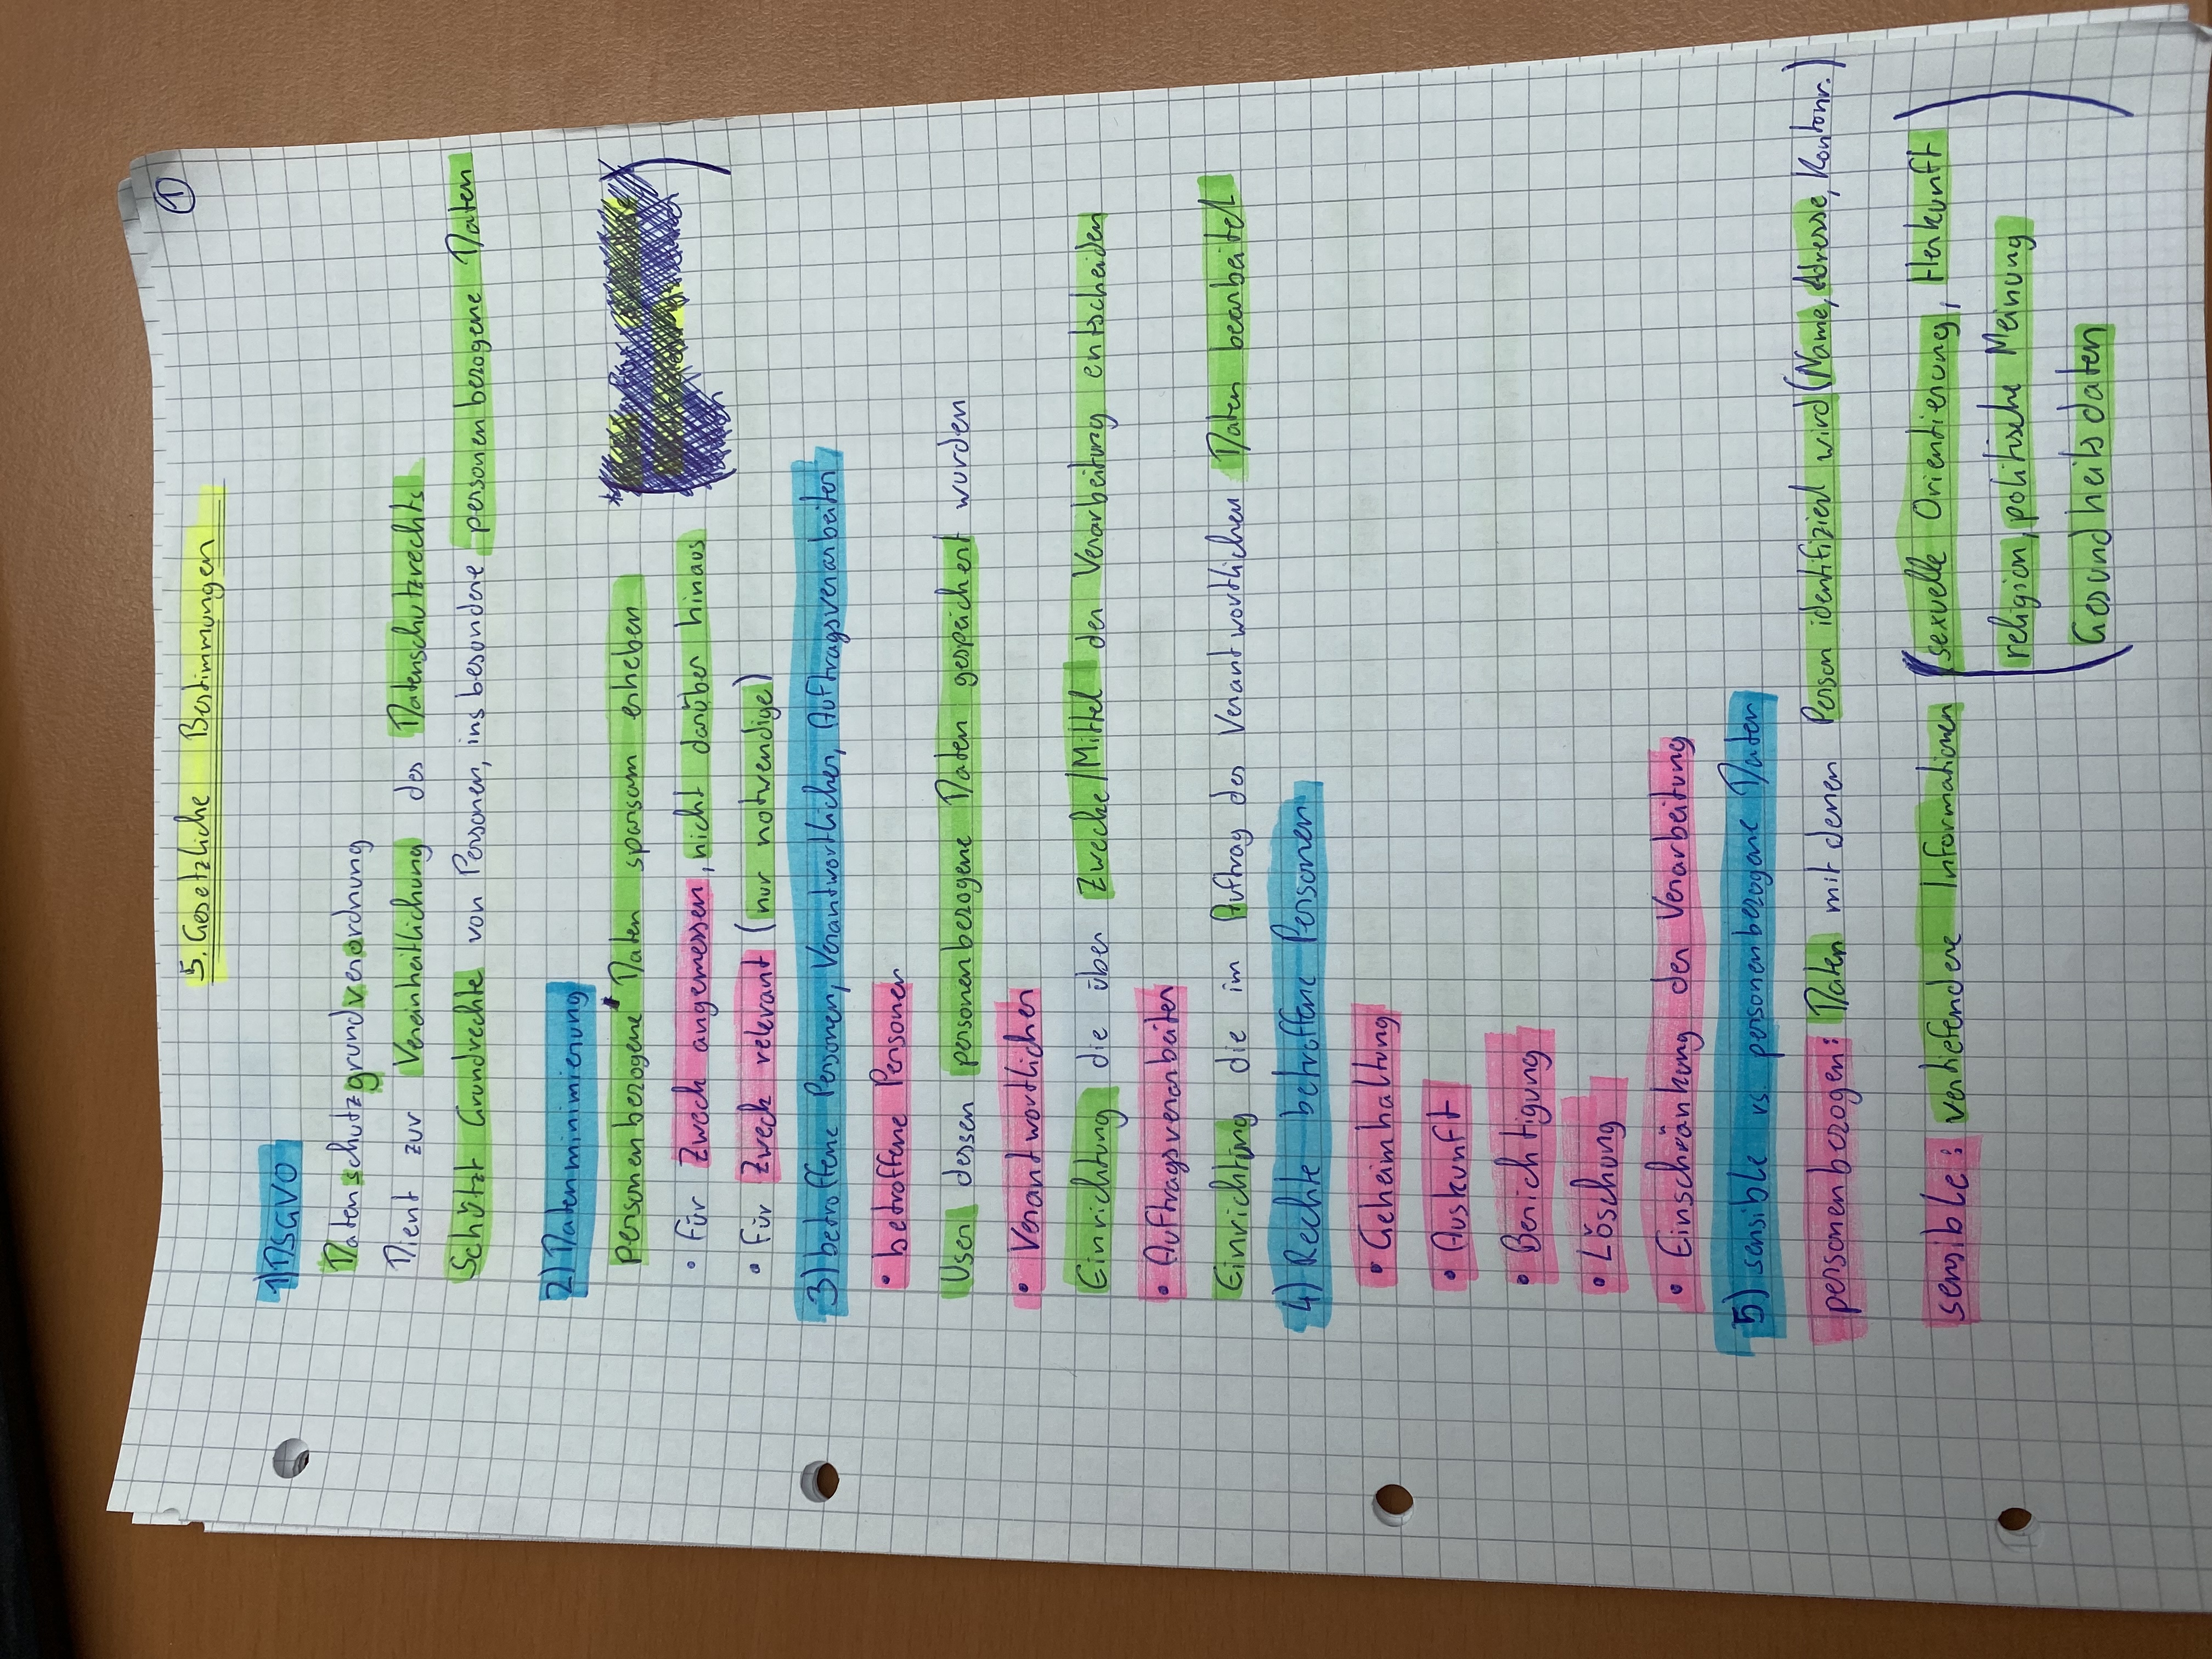 ①
5. Gesetzliche Bestimmungen
1) DSGVO
Datenschutzgrundverordnung
Dient zur Vereinheitlichung des Datenschutzrechts
Schützt Grundrechte von Personen, insbesondere personenbezogene Daten
2) Datenminimierung
personenbezogene Daten sparsam erheben
• für Zweck angemessen, nicht darüber hinaus
• für Zweck relevant (nur notwendige)
3) betroffene Personen, Verantwortlicher, Auftragsverarbeiter
• betroffene Personen
User dessen personenbezogene Daten gespeichert wurden
• Verantwortlicher
Einrichtung die über Zwecke/Mittel der Verarbeitung entscheiden
• Auftragsverarbeiter
Einrichtung die im Auftrag des Verantwortlichen Daten bearbeitet
4) Rechte betroffene Personen
• Geheimhaltung
• Auskunft
• Berichtigung
• Löschung
• Einschränkung der Verarbeitung
5) sensible vs. personenbezogene Daten
personenbezogen: Daten mit denen Person identifiziert wird (Name, Adresse, Kontonr.)
sensible: vertiefendere Informationen (sexuelle Orientierung, Herkunft
religion, politische Meinung
Gesundheitsdaten)